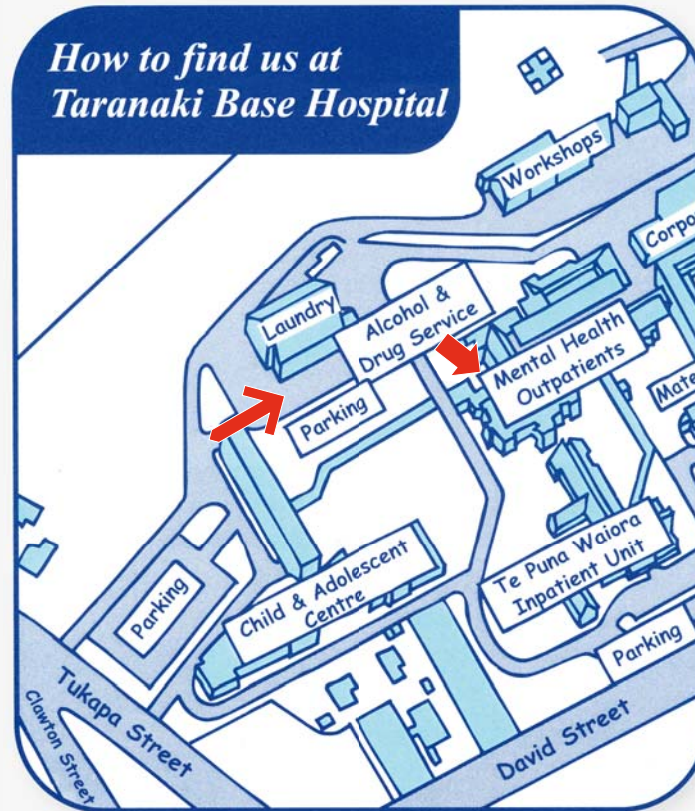 How to find us at
Taranaki Base Hospital
Workshops
Laundry
Alcohol &
Drug Service
Mental Health
Outpatients
Parking
Te Puna Waiora
Inpatient Unit
Child & Adolescent
Centre
Parking
Parking
Tukapa Street
Clawton Street
David Street